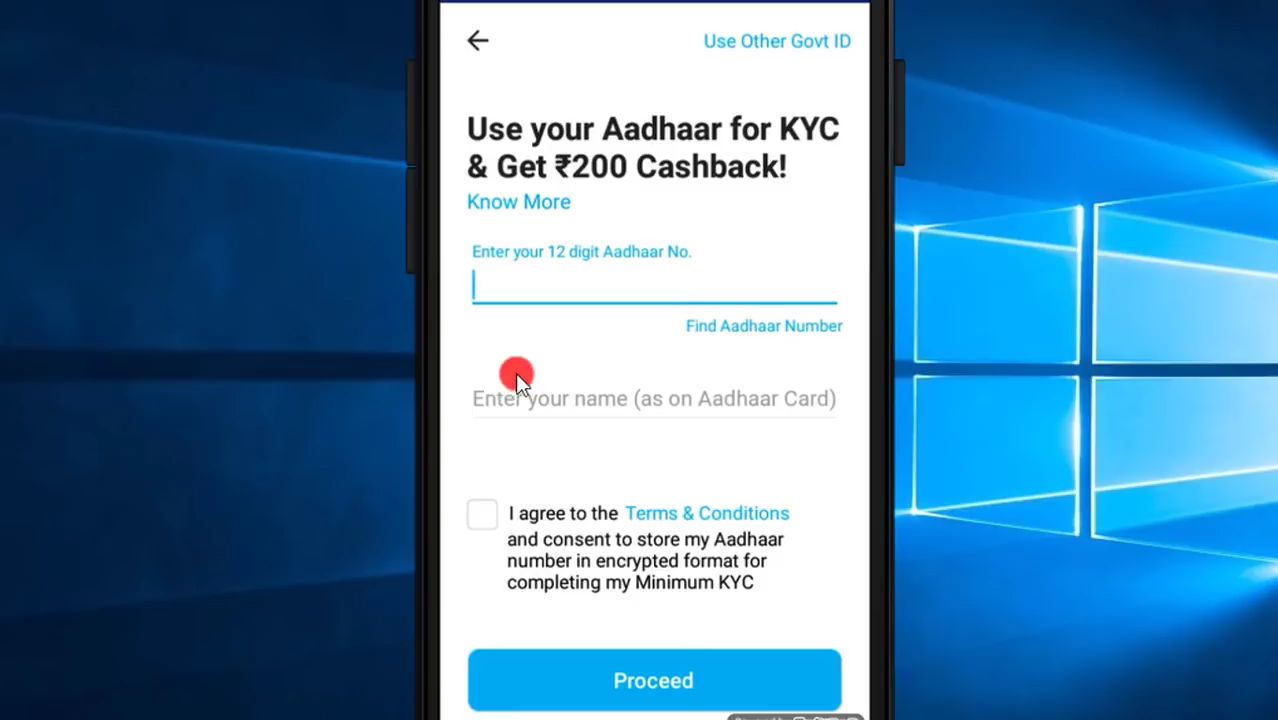 Use Other Govt ID
Use your Aadhaar for KYC
& Get ₹200 Cashback!
Know More
Enter your 12 digit Aadhaar No.
Find Aadhaar Number
Enter your name (as on Aadhaar Card)
I agree to the Terms & Conditions
and consent to store my Aadhaar
number in encrypted format for
completing my Minimum KYC
Proceed